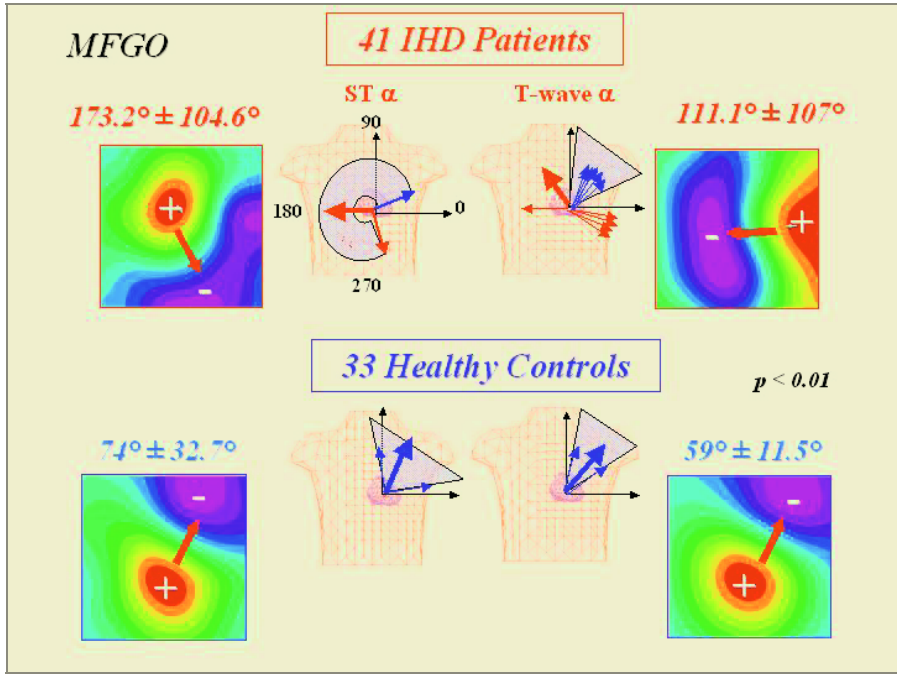 MFGO
41 IHD Patients
ST α
T-wave α
173.2° ± 104.6°
111.1° ± 107°
90
+
+
180
0
-
-
270
33 Healthy Controls
p < 0.01
74° ± 32.7°
59° ± 11.5°
-
-
+
+